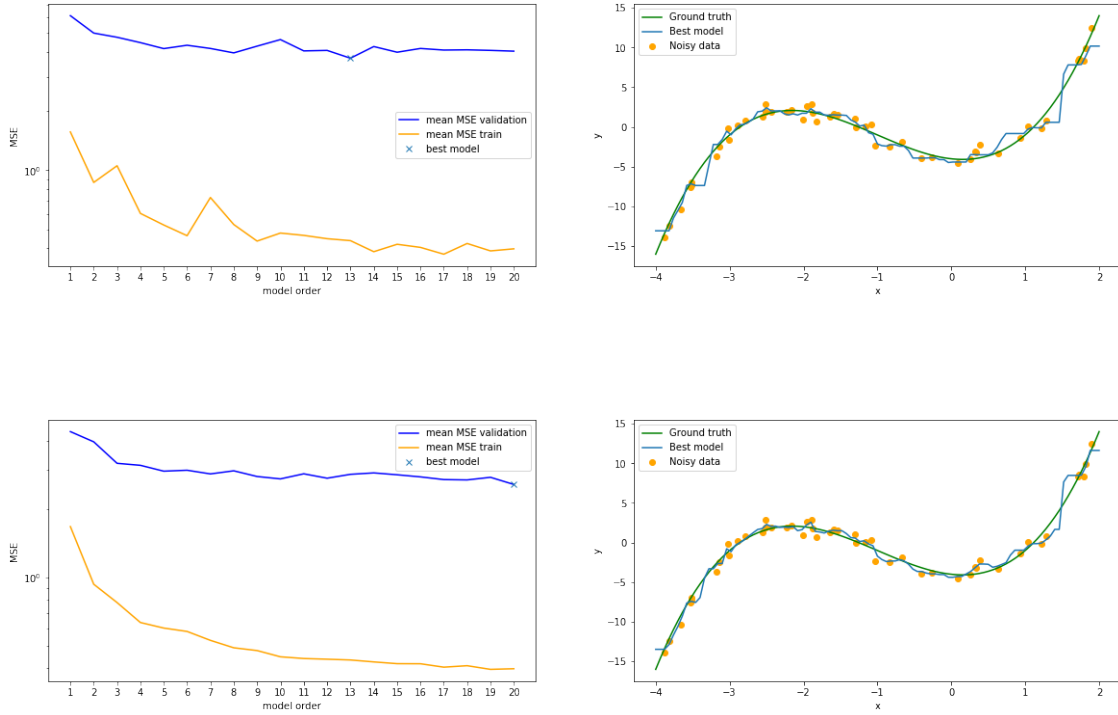 MSE
10⁰
mean MSE validation
mean MSE train
best model
1 2 3 4 5 6 7 8 9 10 11 12 13 14 15 16 17 18 19 20
model order
Ground truth
Best model
Noisy data
y
15
10
5
0
−5
−10
−15
−4 −3 −2 −1 0 1 2
x
MSE
10⁰
mean MSE validation
mean MSE train
best model
1 2 3 4 5 6 7 8 9 10 11 12 13 14 15 16 17 18 19 20
model order
Ground truth
Best model
Noisy data
y
15
10
5
0
−5
−10
−15
−4 −3 −2 −1 0 1 2
x